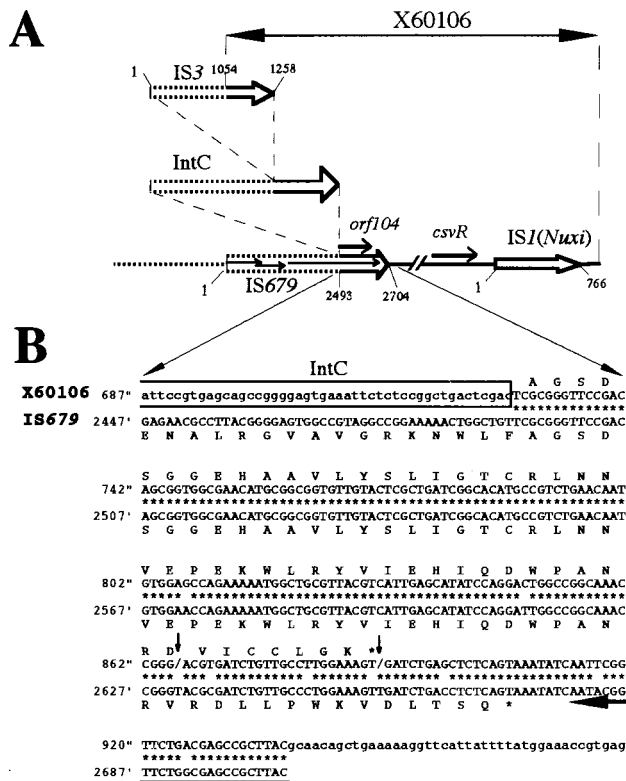 A
X60106
1
IS3
1054
1258
1
IntC
orf104
csvR
IS1(Nuxi)
1
IS679
2493
2704
1
766
B
IntC
A G S D
X60106 687" attccgtgagcagccggggagtgaaattctctccggctgactcgacTCGCGGGTTCCGAC
**************
IS679 2447' GAGAACGCCTTACGGGGAGTGGCCGTAGGCCGGAAAAACTGGCTGTTCGCGGGTTCCGAC
E N A L R G V A V G R K N W L F A G S D
S G G E H A A V L Y S L I G T C R L N N
742" AGCGGTGGCGAACATGCGGCGGTGTTGTACTCGCTGATCGGCACATGCCGTCTGAACAAT
************************************************************
2507' AGCGGTGGCGAACATGCGGCGGTGTTGTACTCGCTGATCGGCACATGCCGTCTGAACAAT
S G G E H A A V L Y S L I G T C R L N N
V E P E K W L R Y V I E H I Q D W P A N
802" GTGGAGCCAGAAAAATGGCTGCGTTACGTCATTGAGCATATCCAGGACTGGCCGGCAAAC
***** ***************************************** ************
2567' GTGGAACCAGAAAAATGGCTGCGTTACGTCATTGAGCATATCCAGGATTGGCCGGCAAAC
V E P E K W L R Y V I E H I Q D W P A N
R D V I C C L G K *
862" CGGG/ACGTGATCTGTTGCCTTGGAAAGT/GATCTGAGCTCTCAGTAAATATCAATTCGG
2627' CGGGTACGCGATCTGTTGCCCTGGAAAGTTGATCTGACCTCTCAGTAAATATCAATACGG
R V R D L L P W K V D L T S Q *
920" TTCTGACGAGCCGCTTACgcaacagctgaaaaaggttcattattttatggaaaccgtgag
***** ************
2687' TTCTGGCGAGCCGCTTAC